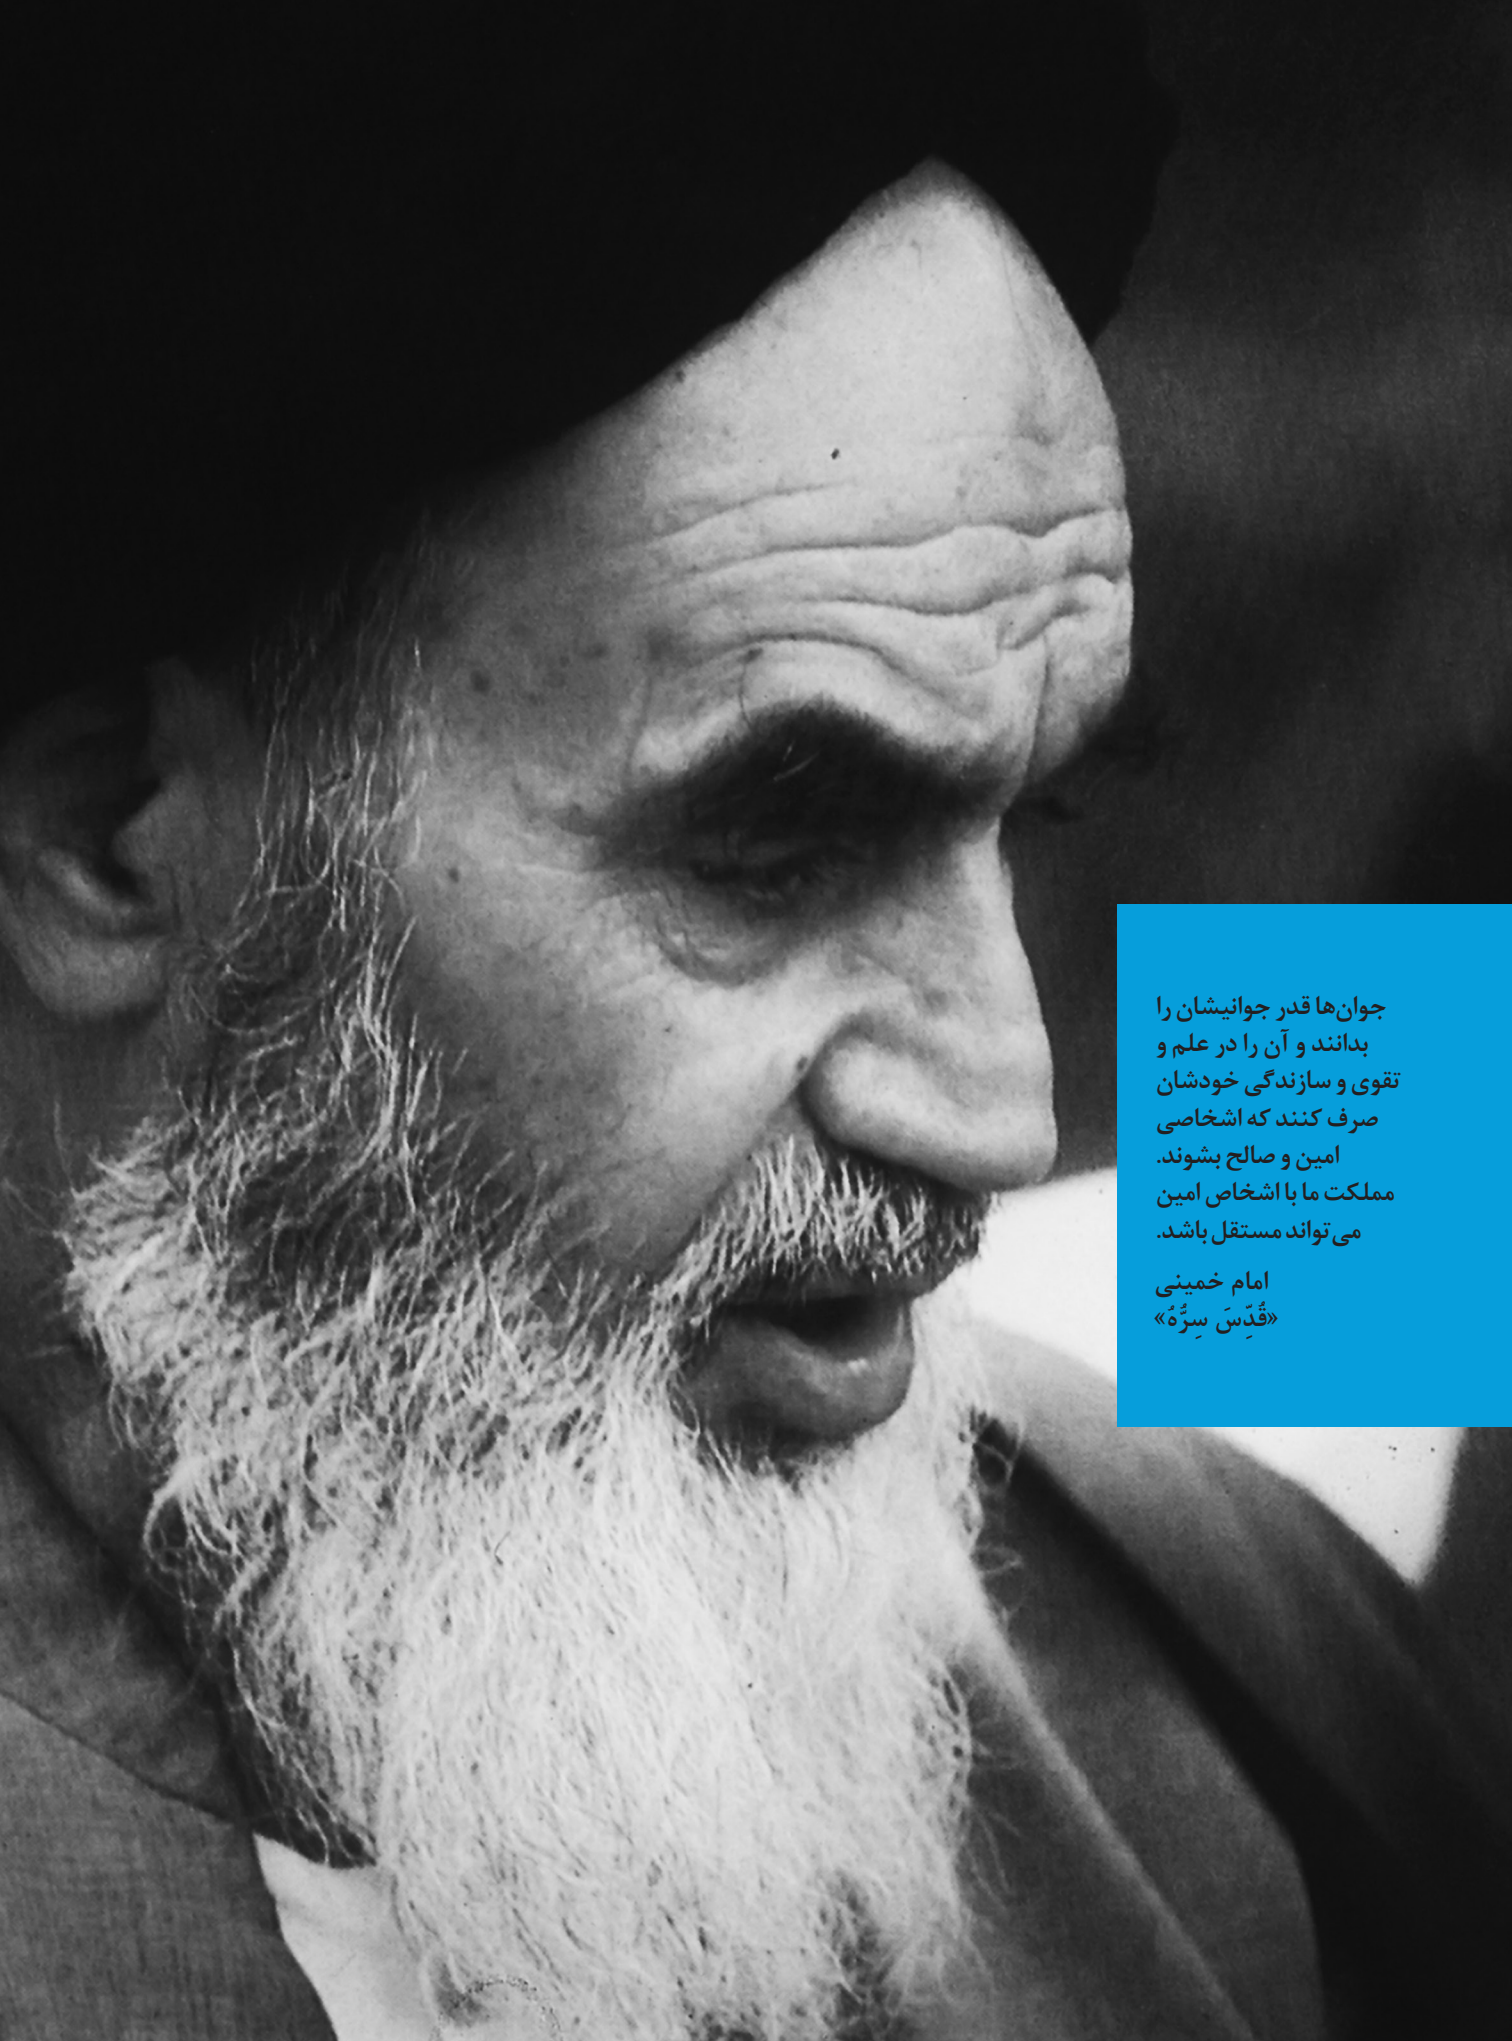 جوان‌ها قدر جوانیشان را
بدانند و آن را در علم و
تقوی و سازندگی خودشان
صرف کنند که اشخاصی
امین و صالح بشوند.
مملکت ما با اشخاص امین
می‌تواند مستقل باشد.
امام خمینی
«قُدِّسَ سِرُّهُ»